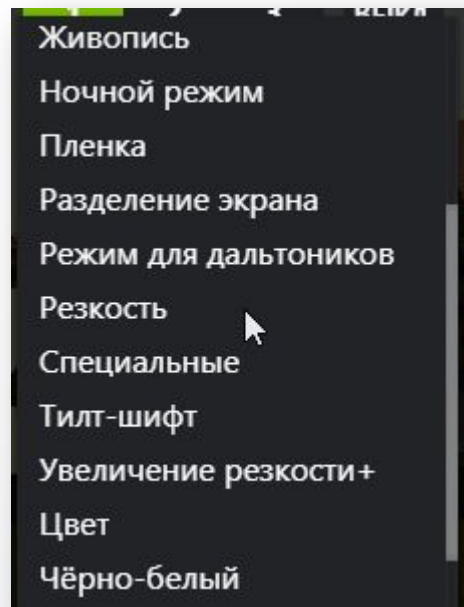 Живопись
Ночной режим
Пленка
Разделение экрана
Режим для дальтоников
Резкость
Специальные
Тилт-шифт
Увеличение резкости+
Цвет
Чёрно-белый